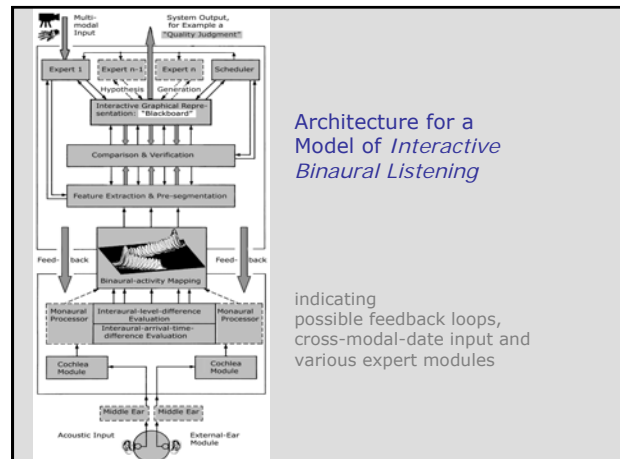 Multi-
modal
Input
System Output,
for Example a
"Quality Judgment"
Expert 1
Expert n-1
Expert n
Scheduler
Hypothesis Generation
Interactive Graphical Repre-
sentation: "Blackboard"
Comparison & Verification
Feature Extraction & Pre-segmentation
Feed-
back
Feed-
back
Binaural-activity Mapping
Monaural
Processor
Interaural-level-difference
Evaluation
Interaural-arrival-time-
difference Evaluation
Monaural
Processor
Cochlea
Module
Cochlea
Module
Middle Ear
Middle Ear
Acoustic Input
External-Ear
Module
Architecture for a
Model of Interactive
Binaural Listening
indicating
possible feedback loops,
cross-modal-date input and
various expert modules